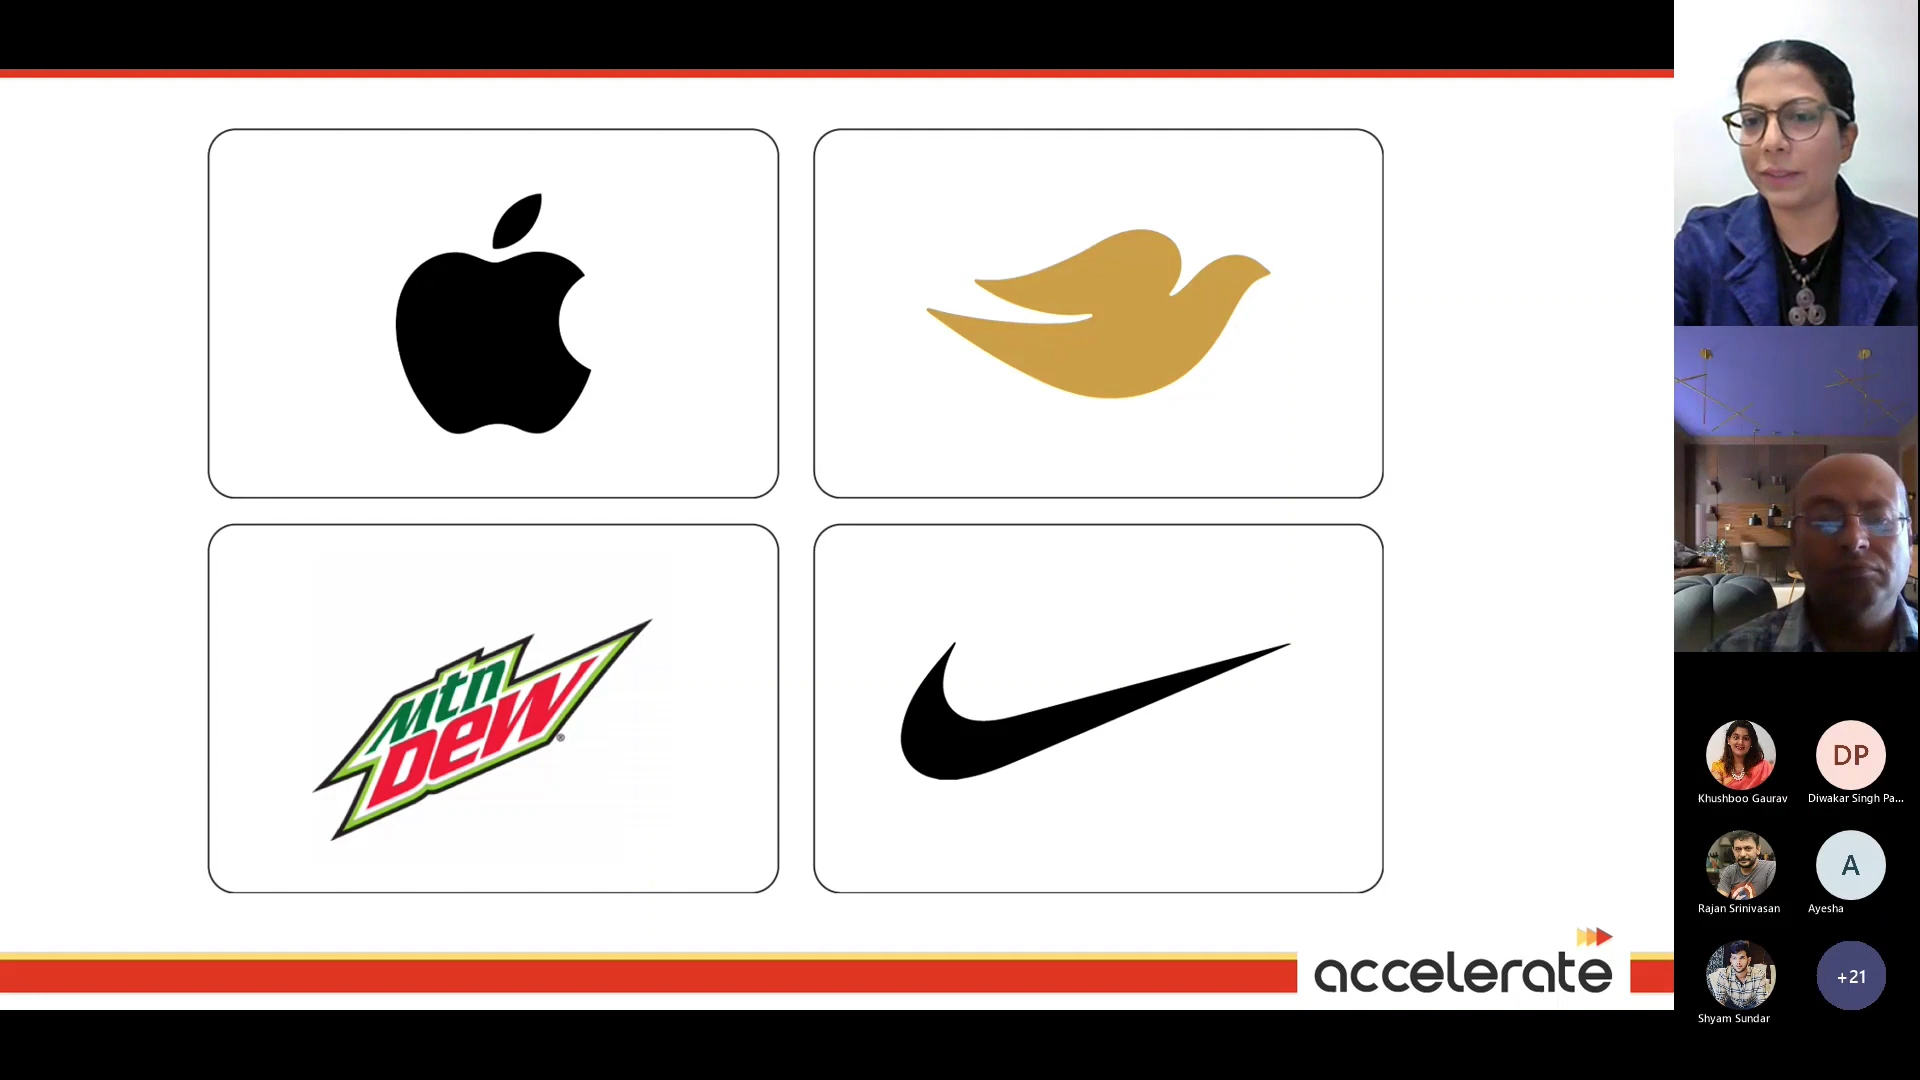 mtn
DEW
®
accelerate
Khushboo Gaurav
DP
Diwakar Singh Pa...
Rajan Srinivasan
A
Ayesha
Shyam Sundar
+21